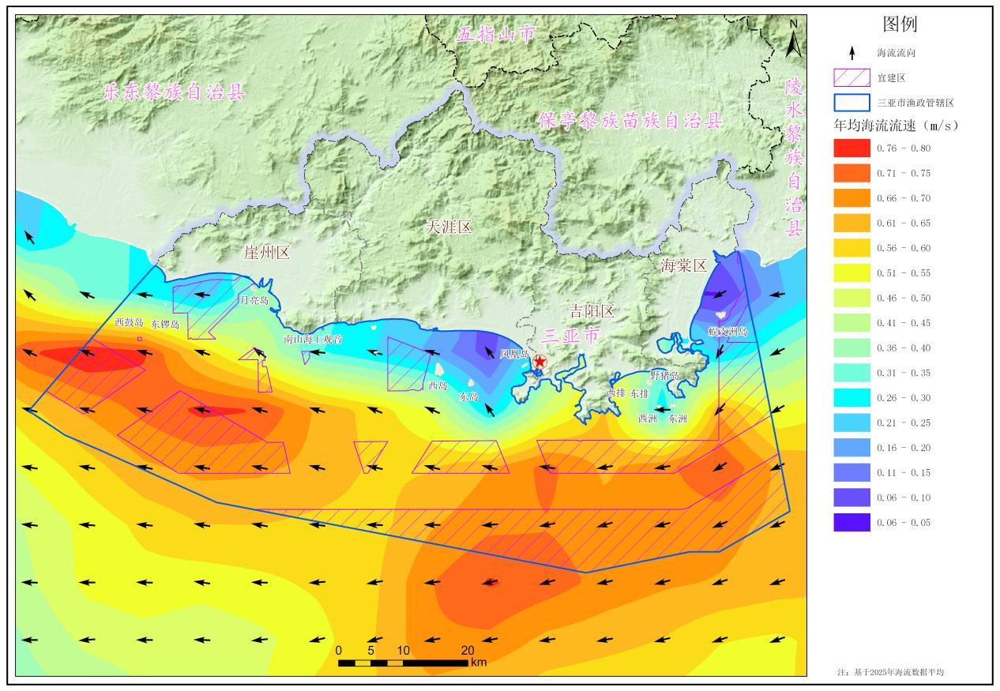 五指山市
N
乐东黎族自治县
陵水黎族自治县
保亭黎族苗族自治县
天涯区
崖州区
海棠区
月亮岛
吉阳区
西鼓岛
东锣岛
三亚市
蜈支洲岛
南山海上观音
凤凰岛
野猪岛
西岛
东岛
西排
东排
西洲
东洲
0 5 10 20
km
图例
海流流向
宜建区
三亚市渔政管辖区
年均海流流速（m/s）
0.76 - 0.80
0.71 - 0.75
0.66 - 0.70
0.61 - 0.65
0.56 - 0.60
0.51 - 0.55
0.46 - 0.50
0.41 - 0.45
0.36 - 0.40
0.31 - 0.35
0.26 - 0.30
0.21 - 0.25
0.16 - 0.20
0.11 - 0.15
0.06 - 0.10
0.06 - 0.05
注：基于2025年海流数据平均